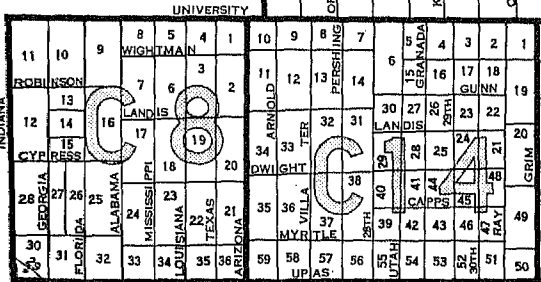 UNIVERSITY
11 10 9 8 5 4 1 10 9 8 7 5 4 3 2 1
WIGHTMAIN PERSHING GRANADA
ROBINSON 7 6 3 2 11 12 13 14 6 15 16 17 18 19
GUNN
13
12 14 C 16 LANDIS 8 ARNOLD 30 27 26 29TH 23 22
INDIANA 15 17 19 32 31 LANDIS 24 20
CYPRESS 18 20 34 33 TER C 14 29 28 25 21 GRIM
DWIGHT 38 48
28 GEORGIA 27 26 25 ALABAMA MISSISSIPPI 23 35 36 VILLA 40 41 44 CAPPS 45 49
24 LOUISIANA 22 TEXAS 21 ARIZONA 37 28TH 39 42 43 46 47 RAY
MYRTLE
30 31 FLORIDA 32 33 34 35 36 59 58 57 56 55 UTAH 54 53 52 30TH 51 50
UPAS